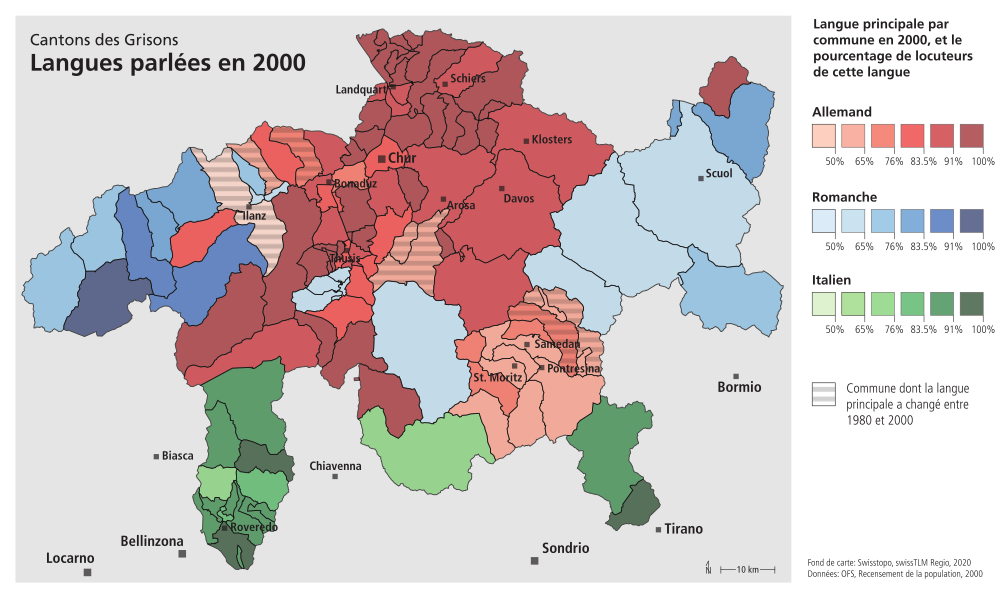 Cantons des Grisons
Langues parlées en 2000
Landquart
Schiers
Klosters
Chur
Bonaduz
Scuol
Davos
Arosa
Ilanz
Thusis
Samedan
Pontresina
St. Moritz
Bormio
Biasca
Chiavenna
Roveredo
Tirano
Bellinzona
Sondrio
Locarno
N
10 km
Langue principale par
commune en 2000, et le
pourcentage de locuteurs
de cette langue
Allemand
50% 65% 76% 83.5% 91% 100%
Romanche
50% 65% 76% 83.5% 91% 100%
Italien
50% 65% 76% 83.5% 91% 100%
Commune dont la langue
principale a changé entre
1980 et 2000
Fond de carte: Swisstopo, swissTLM Regio, 2020
Données: OFS, Recensement de la population, 2000